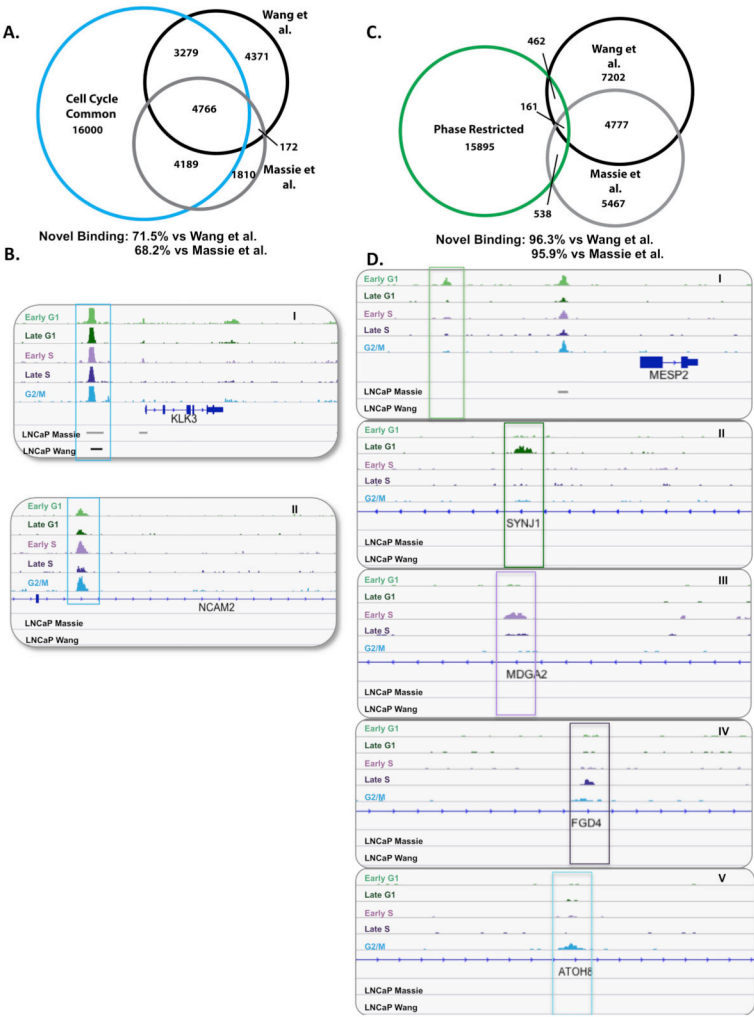 A.
Wang et
al.
3279
4371
Cell Cycle
Common
16000
4766
172
4189
1810
Massie et
al.
Novel Binding: 71.5% vs Wang et al.
68.2% vs Massie et al.
B.
I
Early G1
Late G1
Early S
Late S
G2/M
KLK3
LNCaP Massie
LNCaP Wang
II
Early G1
Late G1
Early S
Late S
G2/M
NCAM2
LNCaP Massie
LNCaP Wang
C.
462
Wang et
al.
7202
161
Phase Restricted
15895
4777
Massie et
al.
5467
538
Novel Binding: 96.3% vs Wang et al.
95.9% vs Massie et al.
D.
I
Early G1
Late G1
Early S
Late S
G2/M
MESP2
LNCaP Massie
LNCaP Wang
II
Early G1
Late G1
Early S
Late S
G2/M
SYNJ1
LNCaP Massie
LNCaP Wang
III
Early G1
Late G1
Early S
Late S
G2/M
MDGA2
LNCaP Massie
LNCaP Wang
IV
Early G1
Late G1
Early S
Late S
G2/M
FGD4
LNCaP Massie
LNCaP Wang
V
Early G1
Late G1
Early S
Late S
G2/M
ATOH8
LNCaP Massie
LNCaP Wang